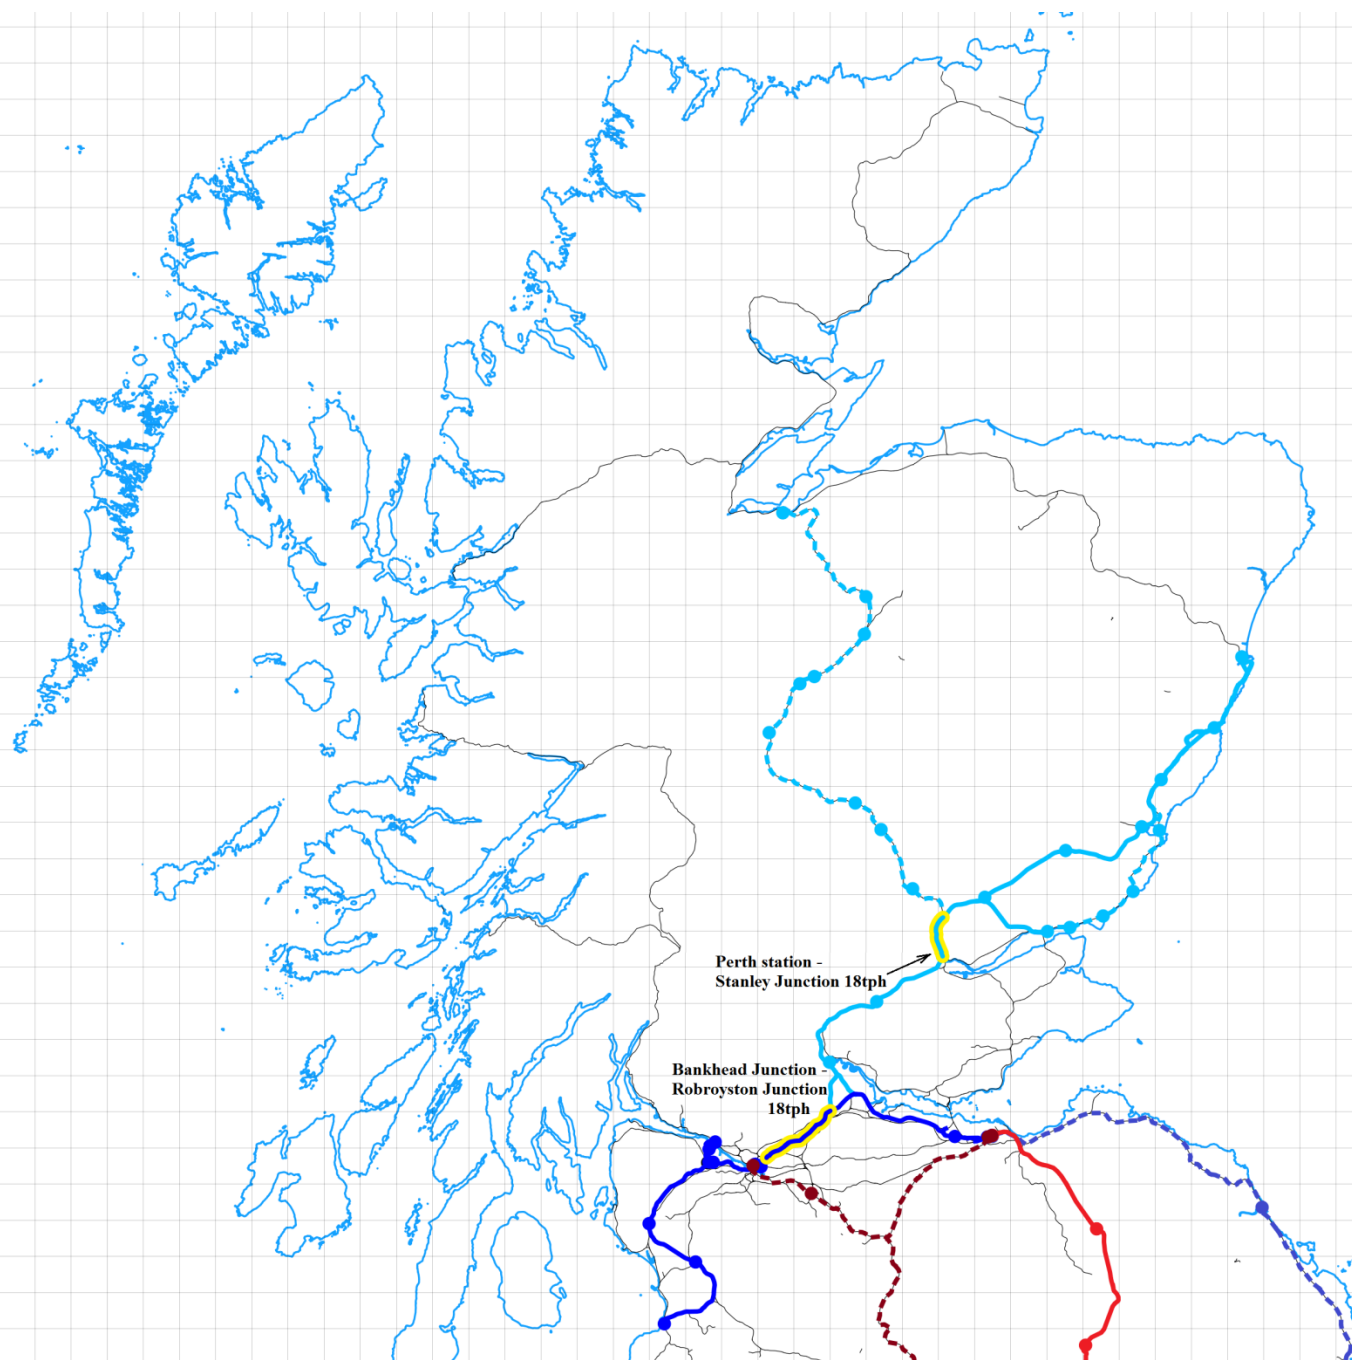 Perth station -
Stanley Junction 18tph
Bankhead Junction -
Robroyston Junction
18tph